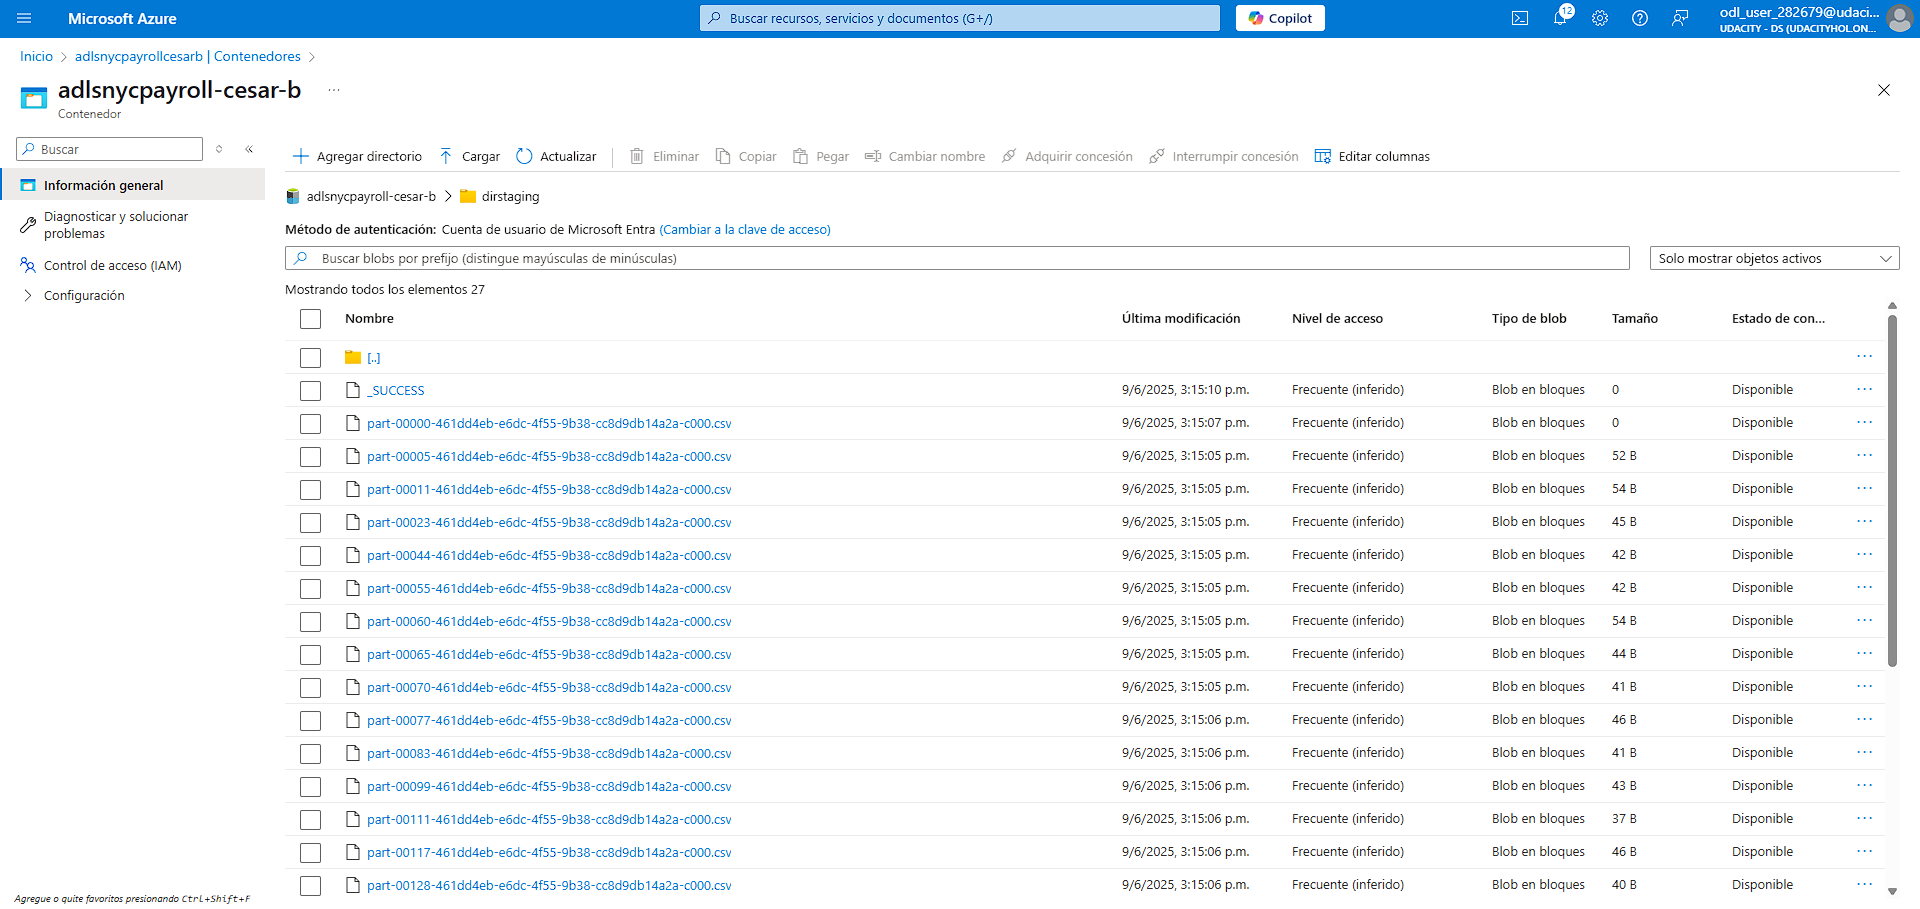 Microsoft Azure
Buscar recursos, servicios y documentos (G+/)
Copilot
12
odl_user_282679@udaci...
UDACITY - DS (UDACITYHOL.ON...
Inicio > adlsnycpayrollcesarb | Contenedores >
adlsnycpayroll-cesar-b ...
Contenedor
Buscar
Información general
Diagnosticar y solucionar
problemas
Control de acceso (IAM)
Configuración
Agregar directorio Cargar Actualizar Eliminar Copiar Pegar Cambiar nombre Adquirir concesión Interrumpir concesión Editar columnas
adlsnycpayroll-cesar-b > dirstaging
Método de autenticación: Cuenta de usuario de Microsoft Entra (Cambiar a la clave de acceso)
Buscar blobs por prefijo (distingue mayúsculas de minúsculas)
Solo mostrar objetos activos
Mostrando todos los elementos 27
Nombre Última modificación Nivel de acceso Tipo de blob Tamaño Estado de con...
[..]
_SUCCESS 9/6/2025, 3:15:10 p.m. Frecuente (inferido) Blob en bloques 0 Disponible
part-00000-461dd4eb-e6dc-4f55-9b38-cc8d9db14a2a-c000.csv 9/6/2025, 3:15:07 p.m. Frecuente (inferido) Blob en bloques 0 Disponible
part-00005-461dd4eb-e6dc-4f55-9b38-cc8d9db14a2a-c000.csv 9/6/2025, 3:15:05 p.m. Frecuente (inferido) Blob en bloques 52 B Disponible
part-00011-461dd4eb-e6dc-4f55-9b38-cc8d9db14a2a-c000.csv 9/6/2025, 3:15:05 p.m. Frecuente (inferido) Blob en bloques 54 B Disponible
part-00023-461dd4eb-e6dc-4f55-9b38-cc8d9db14a2a-c000.csv 9/6/2025, 3:15:05 p.m. Frecuente (inferido) Blob en bloques 45 B Disponible
part-00044-461dd4eb-e6dc-4f55-9b38-cc8d9db14a2a-c000.csv 9/6/2025, 3:15:05 p.m. Frecuente (inferido) Blob en bloques 42 B Disponible
part-00055-461dd4eb-e6dc-4f55-9b38-cc8d9db14a2a-c000.csv 9/6/2025, 3:15:05 p.m. Frecuente (inferido) Blob en bloques 42 B Disponible
part-00060-461dd4eb-e6dc-4f55-9b38-cc8d9db14a2a-c000.csv 9/6/2025, 3:15:05 p.m. Frecuente (inferido) Blob en bloques 54 B Disponible
part-00065-461dd4eb-e6dc-4f55-9b38-cc8d9db14a2a-c000.csv 9/6/2025, 3:15:05 p.m. Frecuente (inferido) Blob en bloques 44 B Disponible
part-00070-461dd4eb-e6dc-4f55-9b38-cc8d9db14a2a-c000.csv 9/6/2025, 3:15:05 p.m. Frecuente (inferido) Blob en bloques 41 B Disponible
part-00077-461dd4eb-e6dc-4f55-9b38-cc8d9db14a2a-c000.csv 9/6/2025, 3:15:06 p.m. Frecuente (inferido) Blob en bloques 46 B Disponible
part-00083-461dd4eb-e6dc-4f55-9b38-cc8d9db14a2a-c000.csv 9/6/2025, 3:15:06 p.m. Frecuente (inferido) Blob en bloques 41 B Disponible
part-00099-461dd4eb-e6dc-4f55-9b38-cc8d9db14a2a-c000.csv 9/6/2025, 3:15:06 p.m. Frecuente (inferido) Blob en bloques 43 B Disponible
part-00111-461dd4eb-e6dc-4f55-9b38-cc8d9db14a2a-c000.csv 9/6/2025, 3:15:06 p.m. Frecuente (inferido) Blob en bloques 37 B Disponible
part-00117-461dd4eb-e6dc-4f55-9b38-cc8d9db14a2a-c000.csv 9/6/2025, 3:15:06 p.m. Frecuente (inferido) Blob en bloques 46 B Disponible
part-00128-461dd4eb-e6dc-4f55-9b38-cc8d9db14a2a-c000.csv 9/6/2025, 3:15:06 p.m. Frecuente (inferido) Blob en bloques 40 B Disponible
Agregue o quite favoritos presionando Ctrl+Shift+F